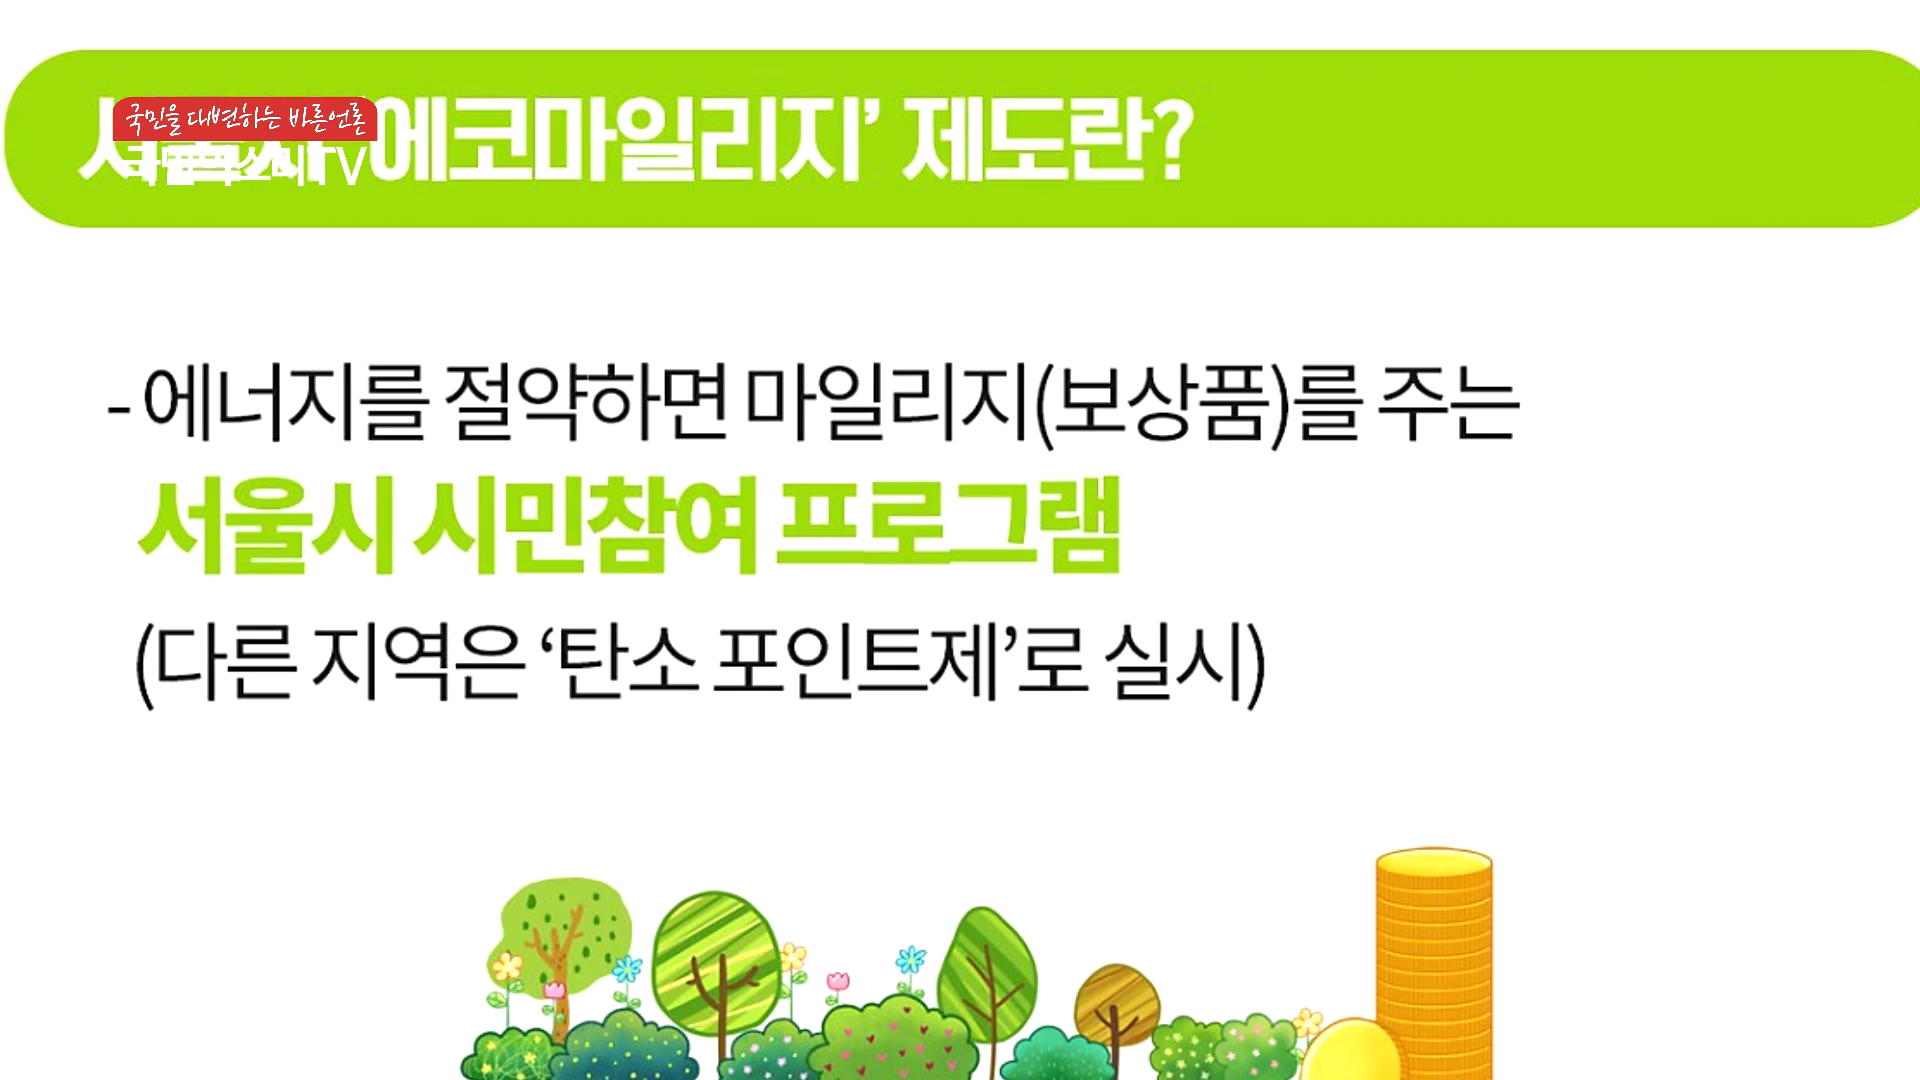 국민을 대변하는 바른언론
에코마일리지’ 제도란?
- 에너지를 절약하면 마일리지(보상품)를 주는
서울시 시민참여 프로그램
(다른 지역은 ‘탄소 포인트제’로 실시)